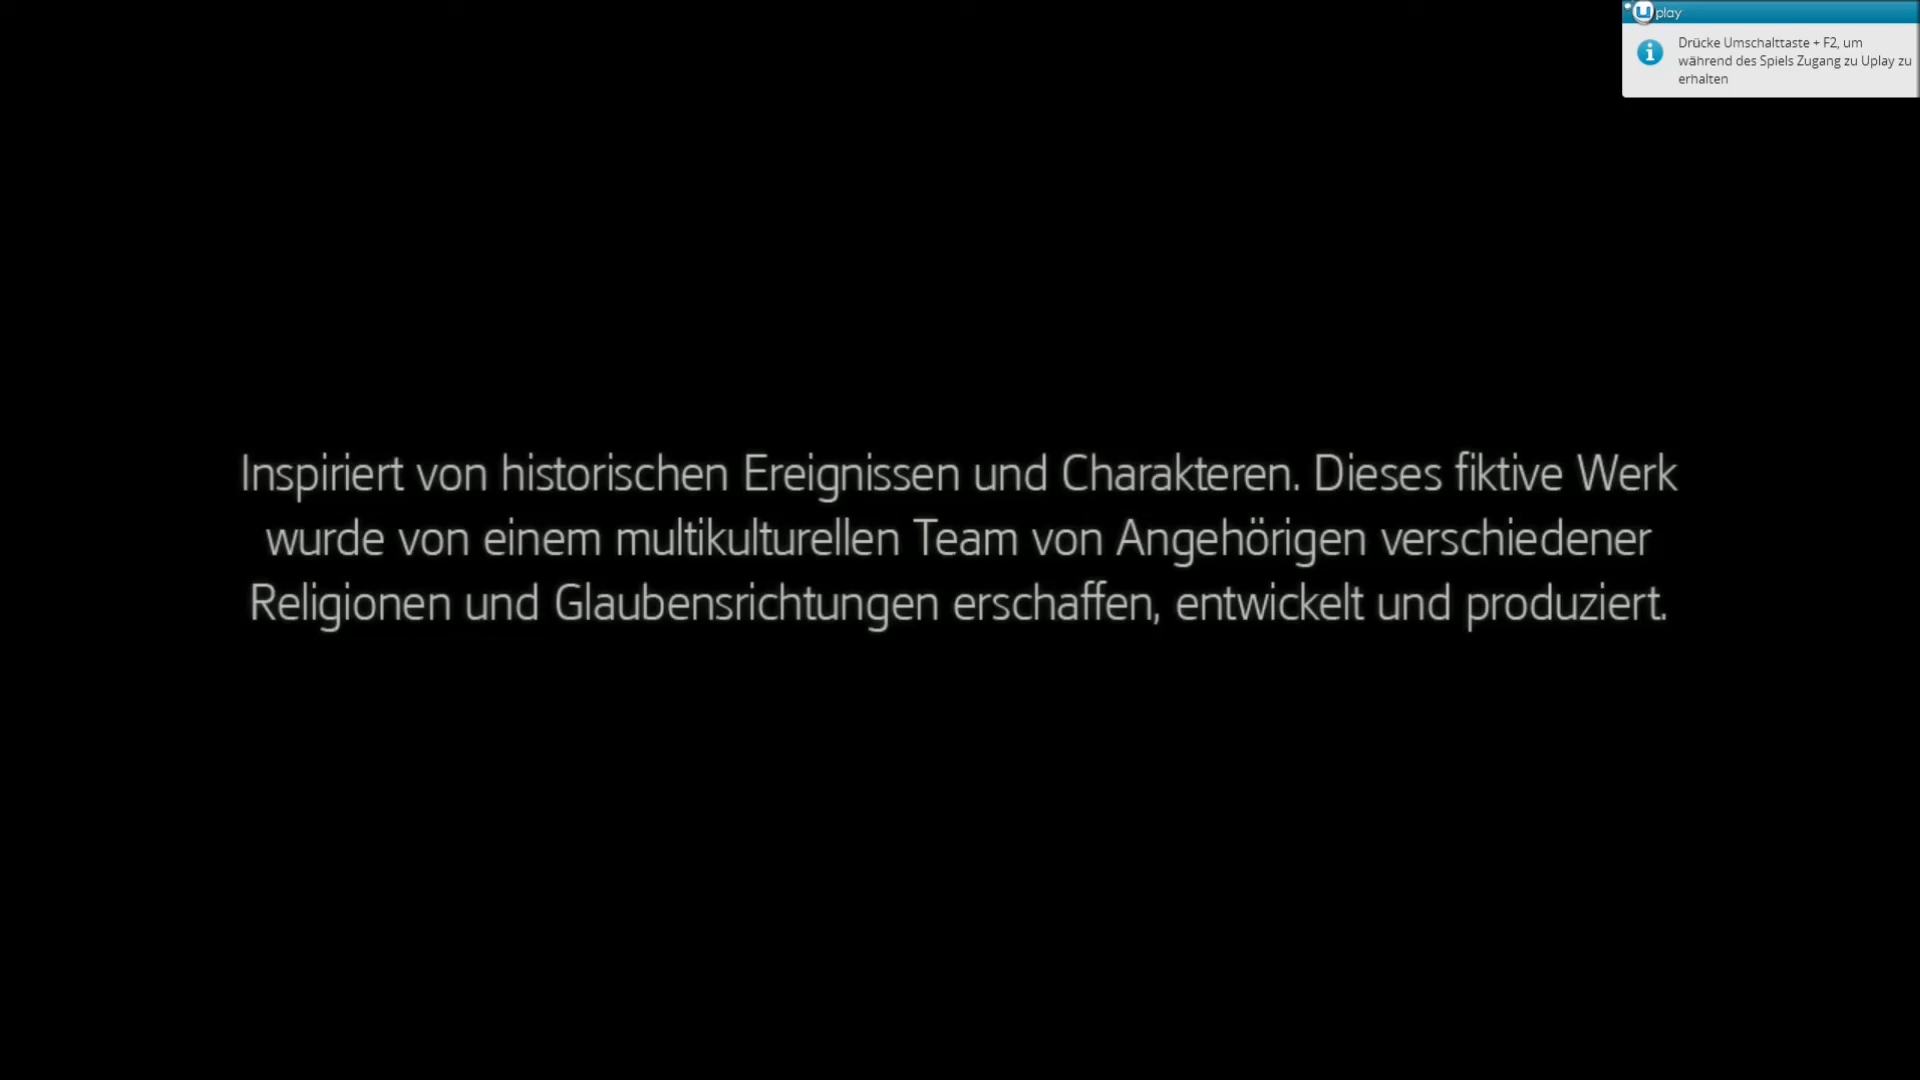 Uplay
Drücke Umschalttaste + F2, um
während des Spiels Zugang zu Uplay zu
erhalten
Inspiriert von historischen Ereignissen und Charakteren. Dieses fiktive Werk
wurde von einem multikulturellen Team von Angehörigen verschiedener
Religionen und Glaubensrichtungen erschaffen, entwickelt und produziert.